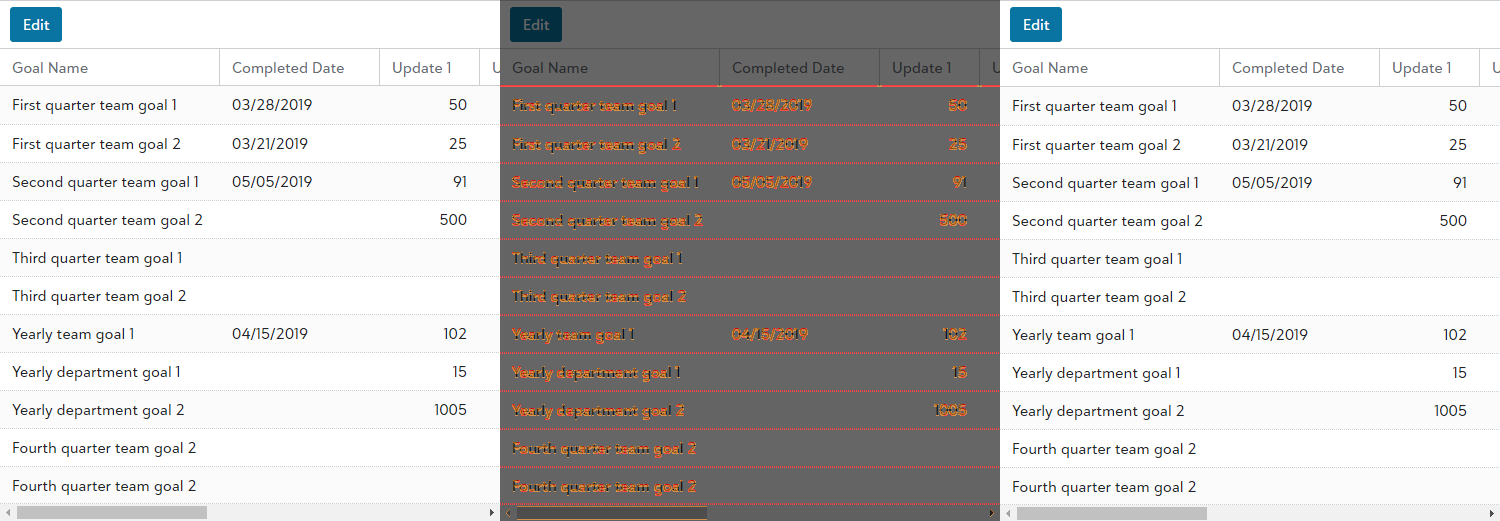 Edit Edit Edit
Goal Name Completed Date Update 1 U Goal Name Completed Date Update 1 U Goal Name Completed Date Update 1 U
First quarter team goal 1 03/28/2019 50 First quarter team goal 1 03/28/2019 50 First quarter team goal 1 03/28/2019 50
First quarter team goal 2 03/21/2019 25 First quarter team goal 2 03/21/2019 25 First quarter team goal 2 03/21/2019 25
Second quarter team goal 1 05/05/2019 91 Second quarter team goal 1 05/05/2019 91 Second quarter team goal 1 05/05/2019 91
Second quarter team goal 2 500 Second quarter team goal 2 500 Second quarter team goal 2 500
Third quarter team goal 1 Third quarter team goal 1 Third quarter team goal 1
Third quarter team goal 2 Third quarter team goal 2 Third quarter team goal 2
Yearly team goal 1 04/15/2019 102 Yearly team goal 1 04/15/2019 102 Yearly team goal 1 04/15/2019 102
Yearly department goal 1 15 Yearly department goal 1 15 Yearly department goal 1 15
Yearly department goal 2 1005 Yearly department goal 2 1005 Yearly department goal 2 1005
Fourth quarter team goal 2 Fourth quarter team goal 2 Fourth quarter team goal 2
Fourth quarter team goal 2 Fourth quarter team goal 2 Fourth quarter team goal 2